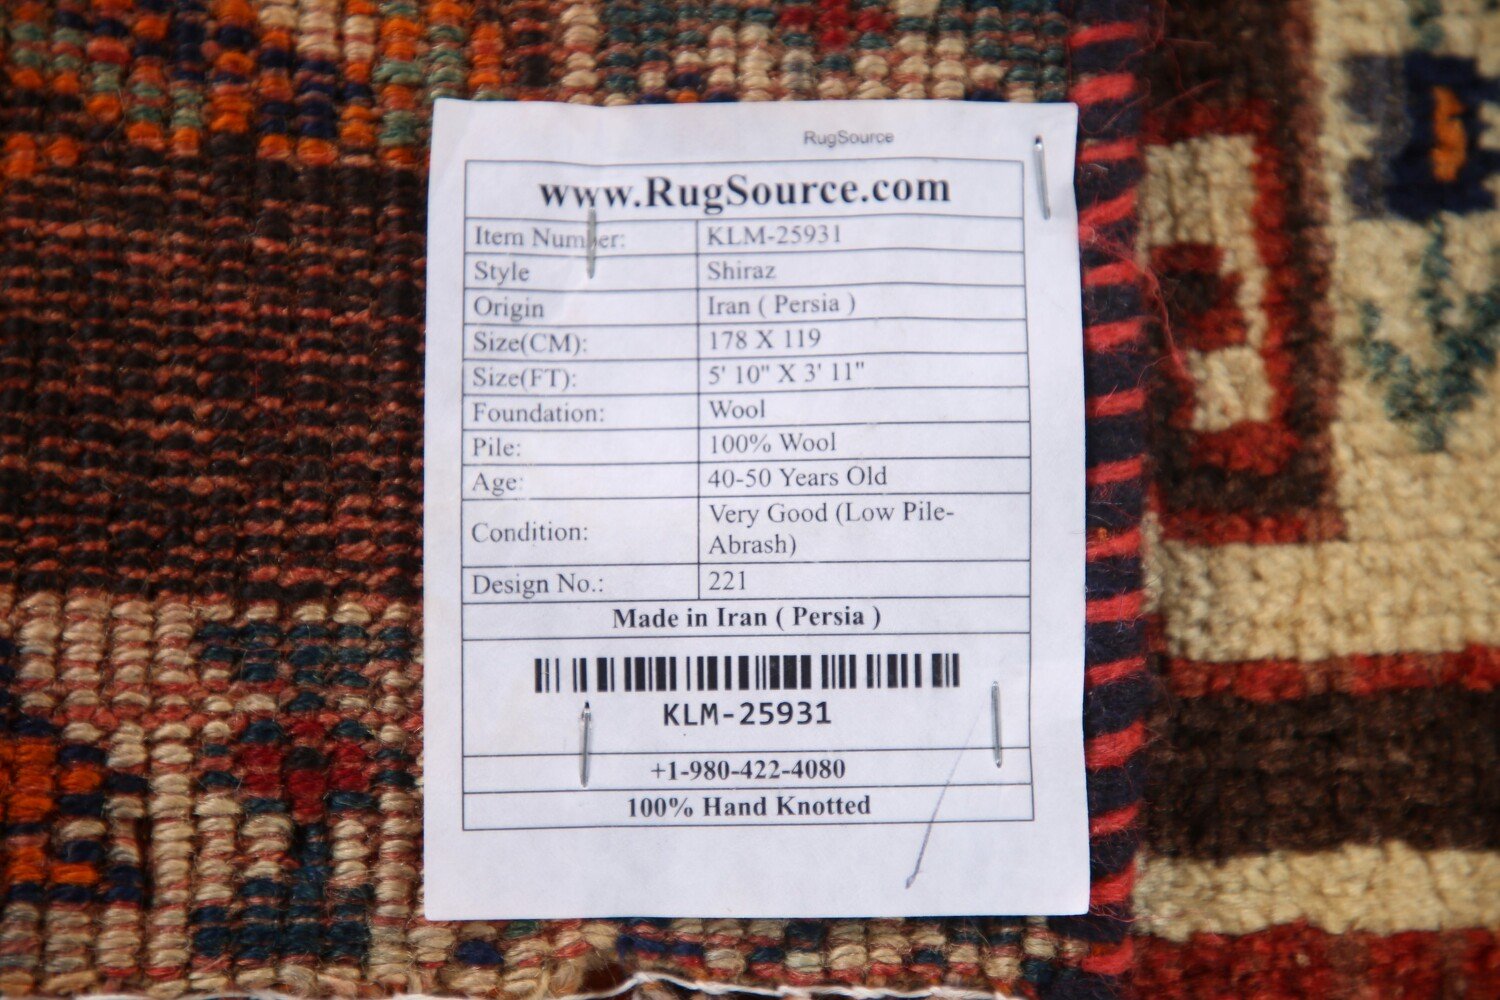 RugSource
www.RugSource.com
Item Number: KLM-25931
Style Shiraz
Origin Iran ( Persia )
Size(CM): 178 X 119
Size(FT): 5' 10" X 3' 11"
Foundation: Wool
Pile: 100% Wool
Age: 40-50 Years Old
Condition: Very Good (Low Pile-
Abrash)
Design No.: 221
Made in Iran ( Persia )
KLM-25931
+1-980-422-4080
100% Hand Knotted